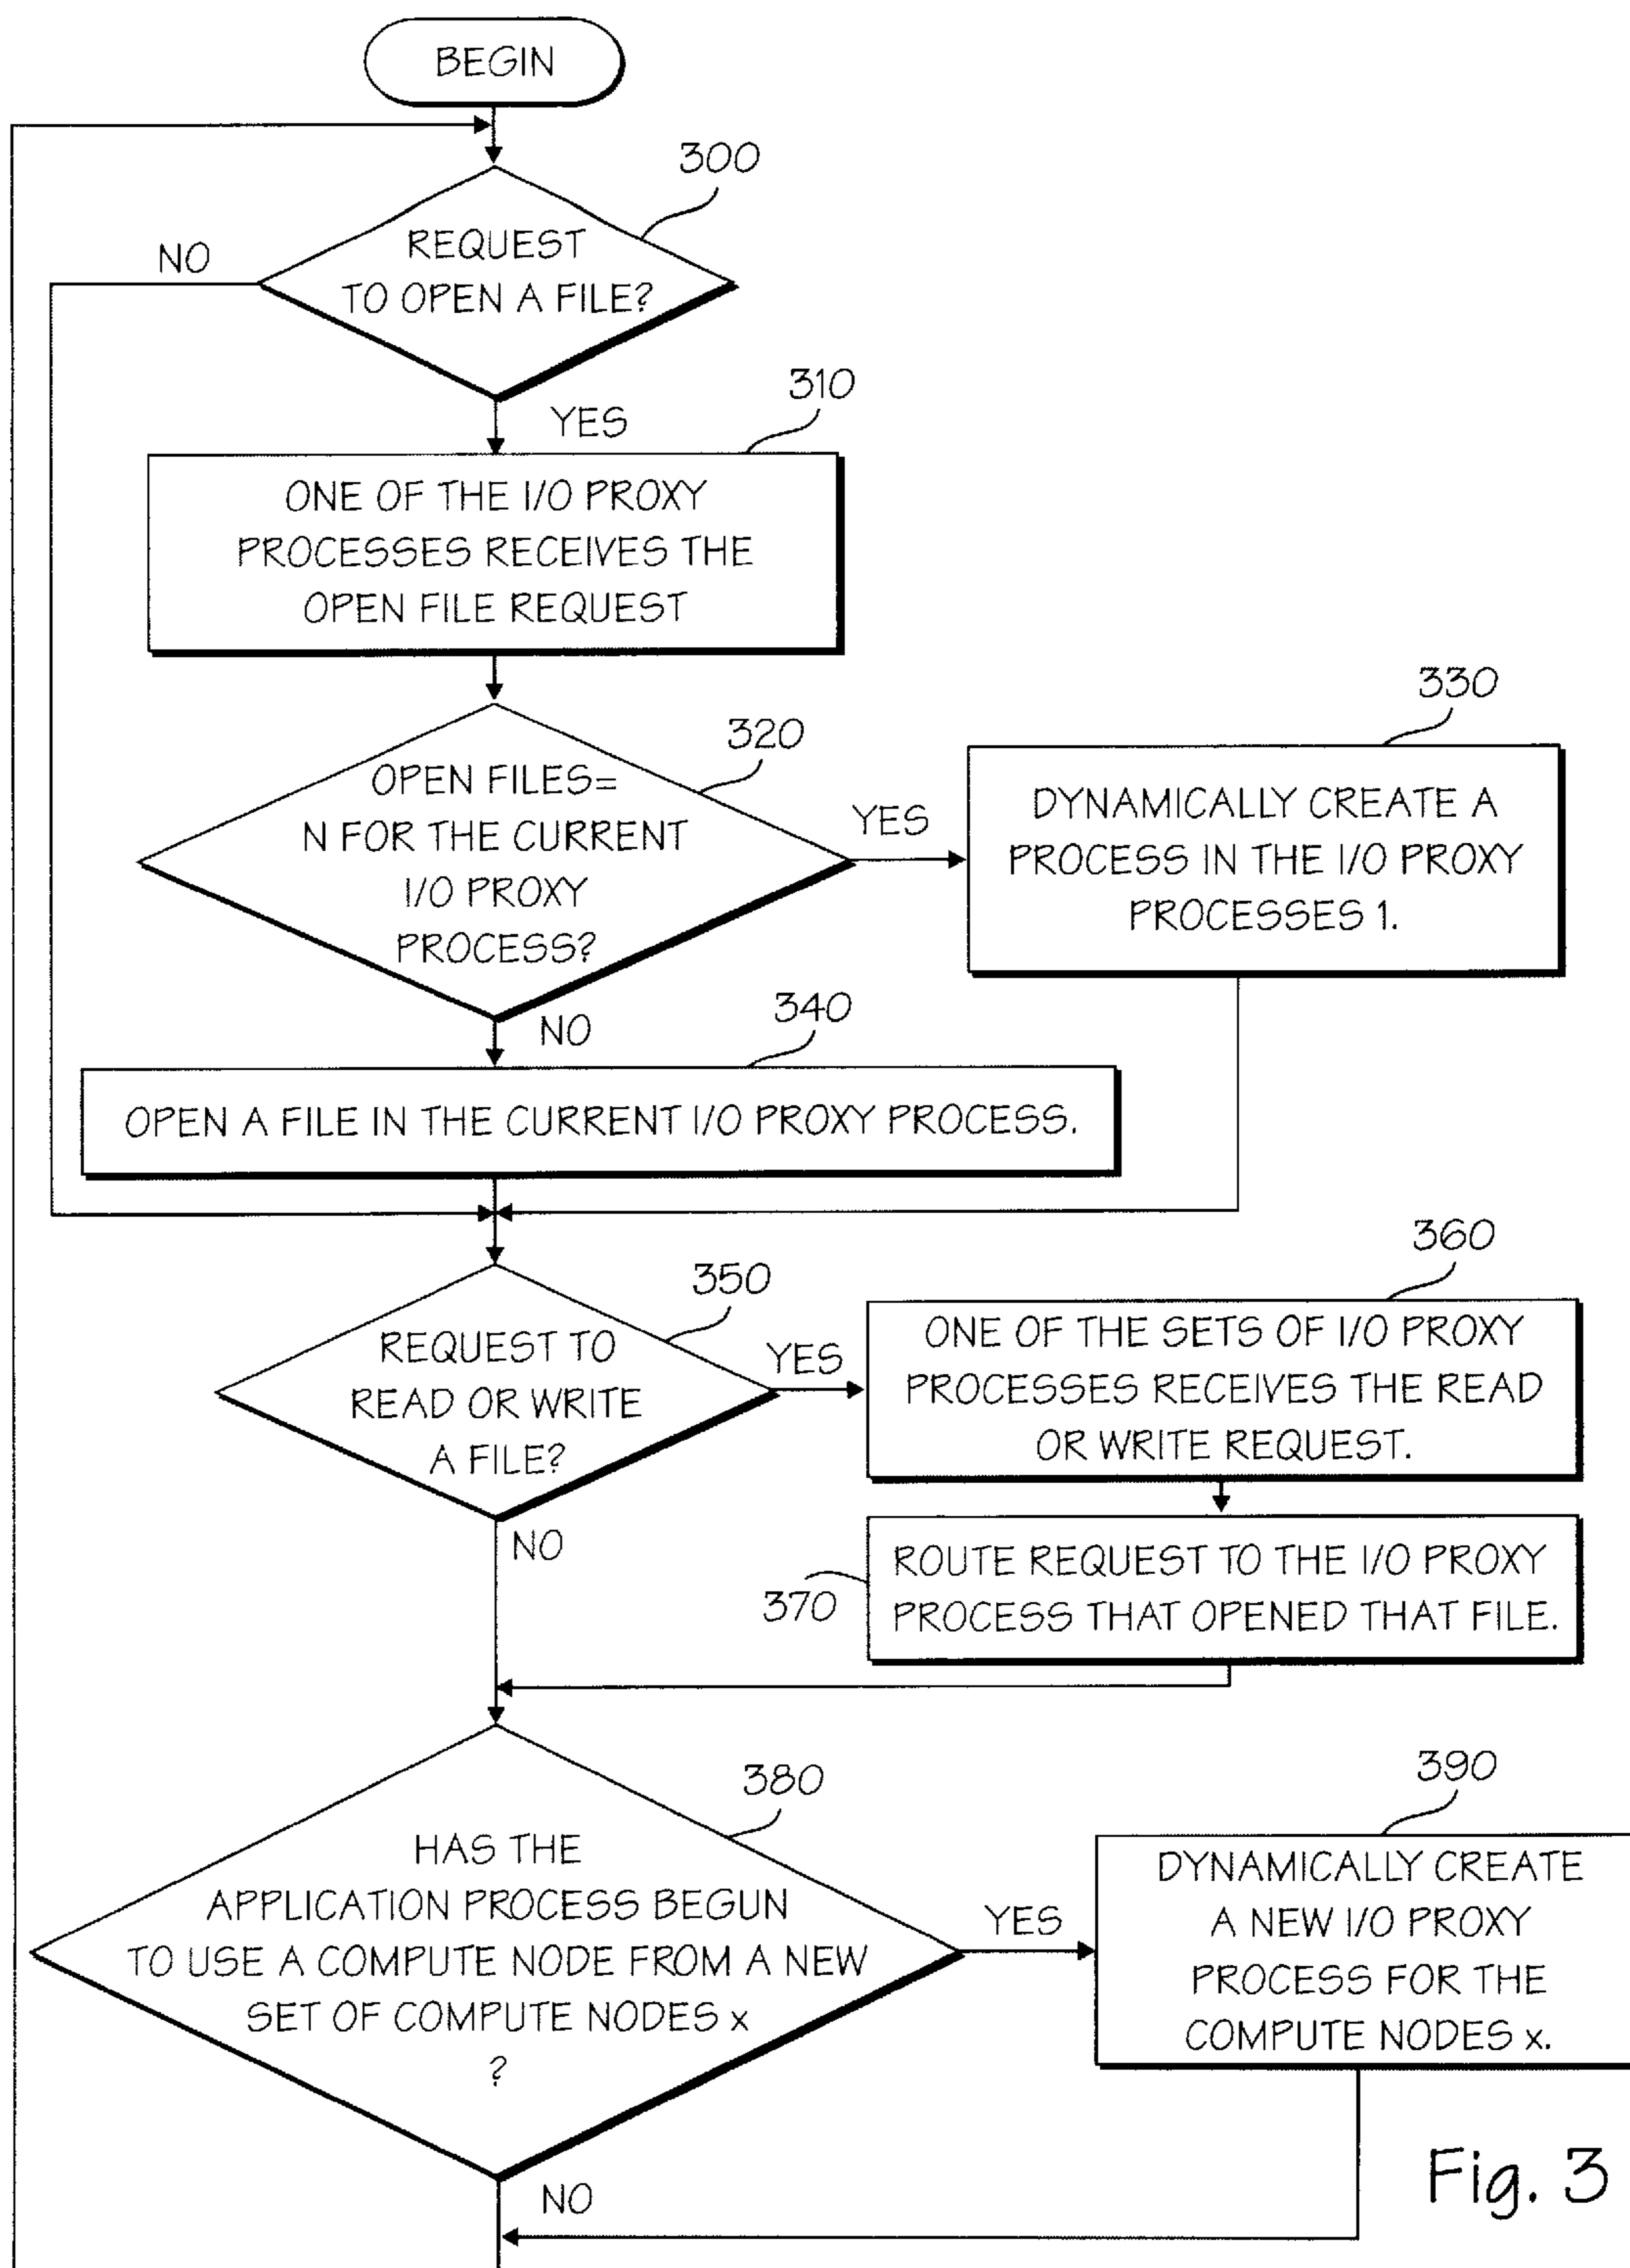 BEGIN
300
REQUEST
TO OPEN A FILE?
NO
YES
310
ONE OF THE I/O PROXY
PROCESSES RECEIVES THE
OPEN FILE REQUEST
320
OPEN FILES=
N FOR THE CURRENT
I/O PROXY
PROCESS?
YES
330
DYNAMICALLY CREATE A
PROCESS IN THE I/O PROXY
PROCESSES 1.
NO
340
OPEN A FILE IN THE CURRENT I/O PROXY PROCESS.
350
REQUEST TO
READ OR WRITE
A FILE?
YES
360
ONE OF THE SETS OF I/O PROXY
PROCESSES RECEIVES THE READ
OR WRITE REQUEST.
NO
370
ROUTE REQUEST TO THE I/O PROXY
PROCESS THAT OPENED THAT FILE.
380
HAS THE
APPLICATION PROCESS BEGUN
TO USE A COMPUTE NODE FROM A NEW
SET OF COMPUTE NODES x
?
YES
390
DYNAMICALLY CREATE
A NEW I/O PROXY
PROCESS FOR THE
COMPUTE NODES x.
NO
Fig. 3